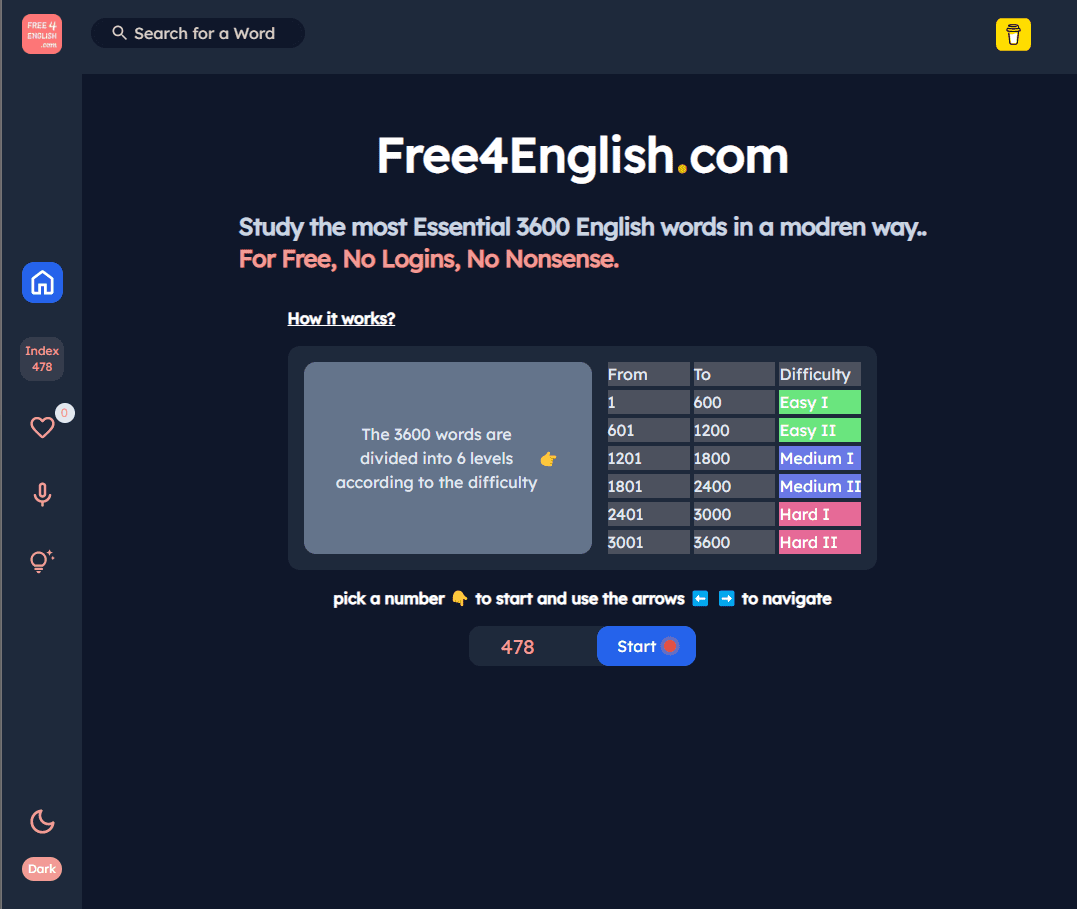 FREE 4
ENGLISH
.com
Search for a Word
Free4English.com
Study the most Essential 3600 English words in a modren way..
For Free, No Logins, No Nonsense.
How it works?
Index
478
0
The 3600 words are
divided into 6 levels 👉
according to the difficulty
From To Difficulty
1 600 Easy I
601 1200 Easy II
1201 1800 Medium I
1801 2400 Medium II
2401 3000 Hard I
3001 3600 Hard II
pick a number 👇 to start and use the arrows ⬅️ ➡️ to navigate
478 Start
Dark